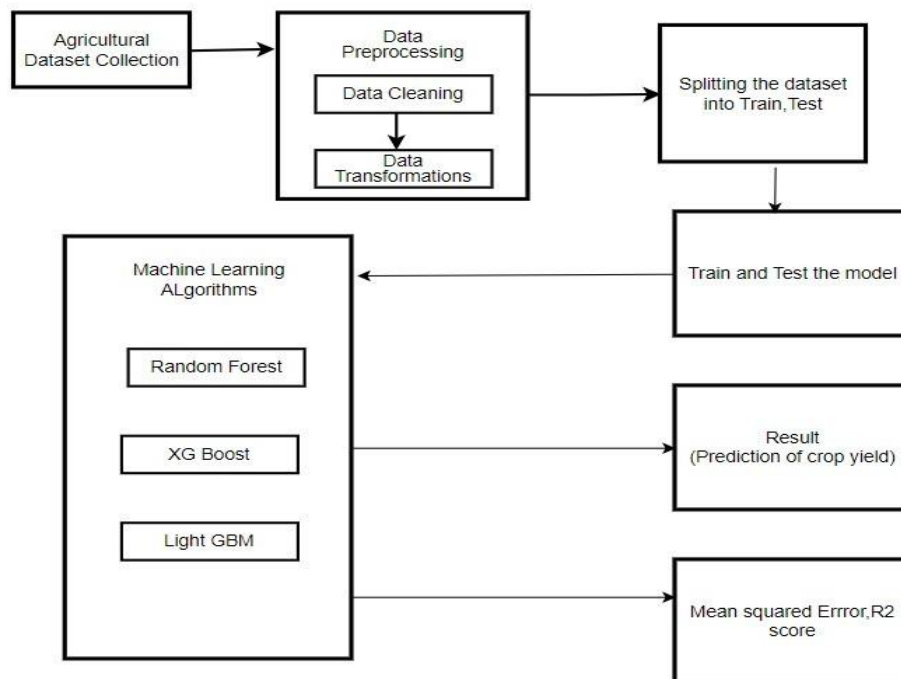 Agricultural
Dataset Collection
Data
Preprocessing
Data Cleaning
Data
Transformations
Splitting the dataset
into Train,Test
Train and Test the model
Machine Learning
ALgorithms
Random Forest
XG Boost
Light GBM
Result
(Prediction of crop yield)
Mean squared Errror,R2
score